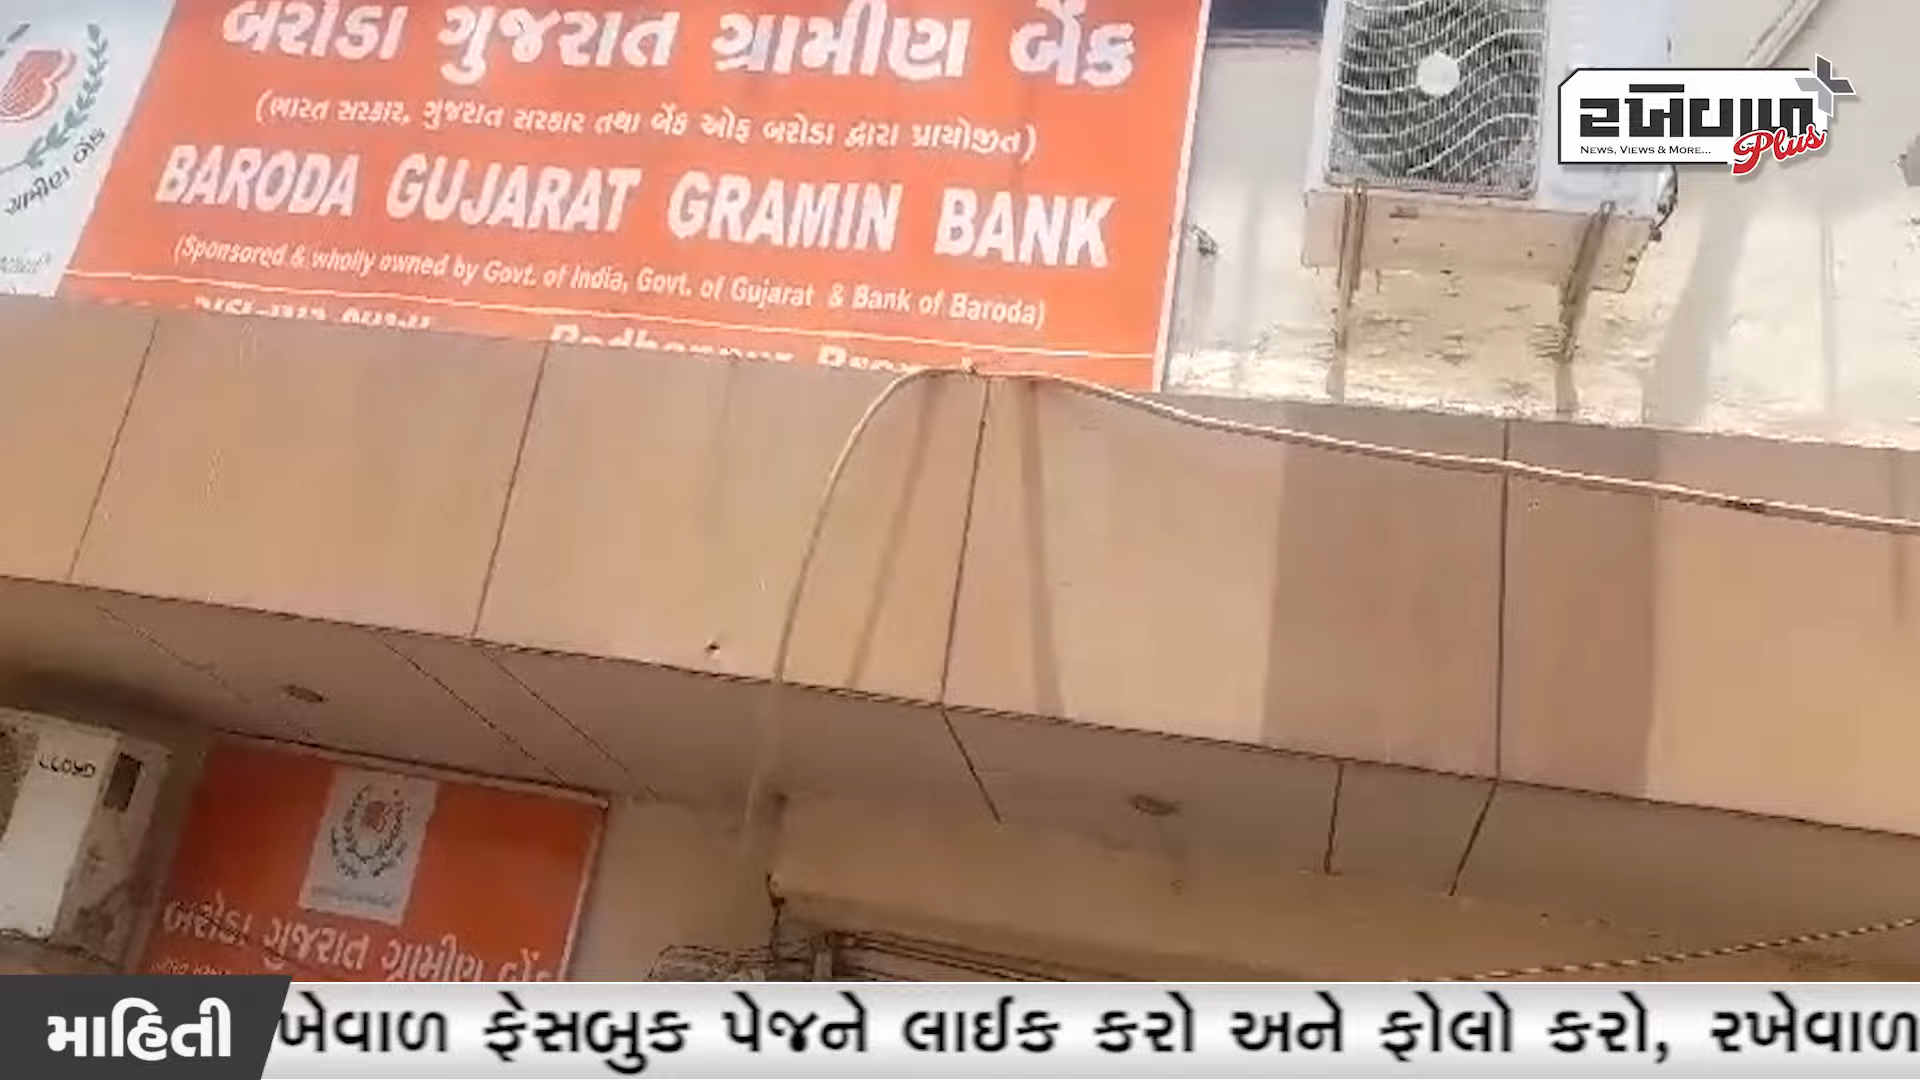 બરોડા ગુજરાત ગ્રામીણ બેંક
(ભારત સરકાર, ગુજરાત સરકાર તથા બેંક ઓફ બરોડા દ્વારા પ્રાયોજીત)
BARODA GUJARAT GRAMIN BANK
(Sponsored & wholly owned by Govt. of India, Govt. of Gujarat & Bank of Baroda)
ગ્રામીણ બેંક
રખેવાળ
Plus
News, Views & More...
LLOYD
બરોડા ગુજરાત ગ્રામીણ બેંક
માહિતી
ખેવાળ ફેસબુક પેજને લાઈક કરો અને ફોલો કરો, રખેવાળ